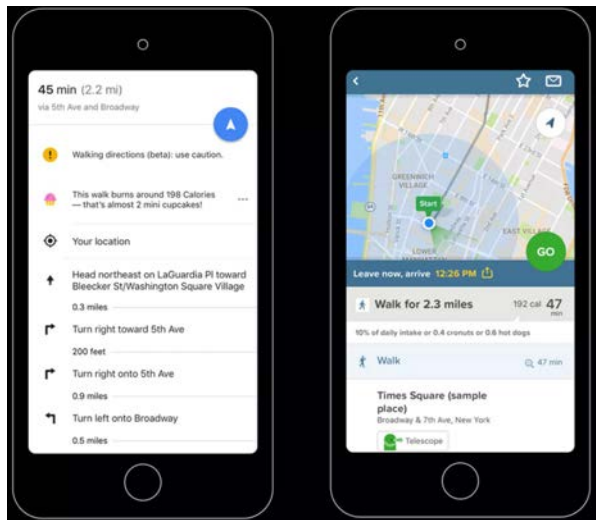 45 min (2.2 mi)
via 5th Ave and Broadway
Walking directions (beta): use caution.
This walk burns around 198 Calories
— that's almost 2 mini cupcakes!
Your location
Head northeast on LaGuardia Pl toward
Bleecker St/Washington Square Village
0.3 miles
Turn right toward 5th Ave
200 feet
Turn right onto 5th Ave
0.9 miles
Turn left onto Broadway
0.5 miles
GREENWICH
VILLAGE
Start
EAST VILLAGE
LOWER
MANHATTAN
GO
Leave now, arrive 12:26 PM
Walk for 2.3 miles 192 cal 47
min
10% of daily intake or 0.4 cronuts or 0.6 hot dogs
Walk 47 min
Times Square (sample
place)
Broadway & 7th Ave, New York
Telescope